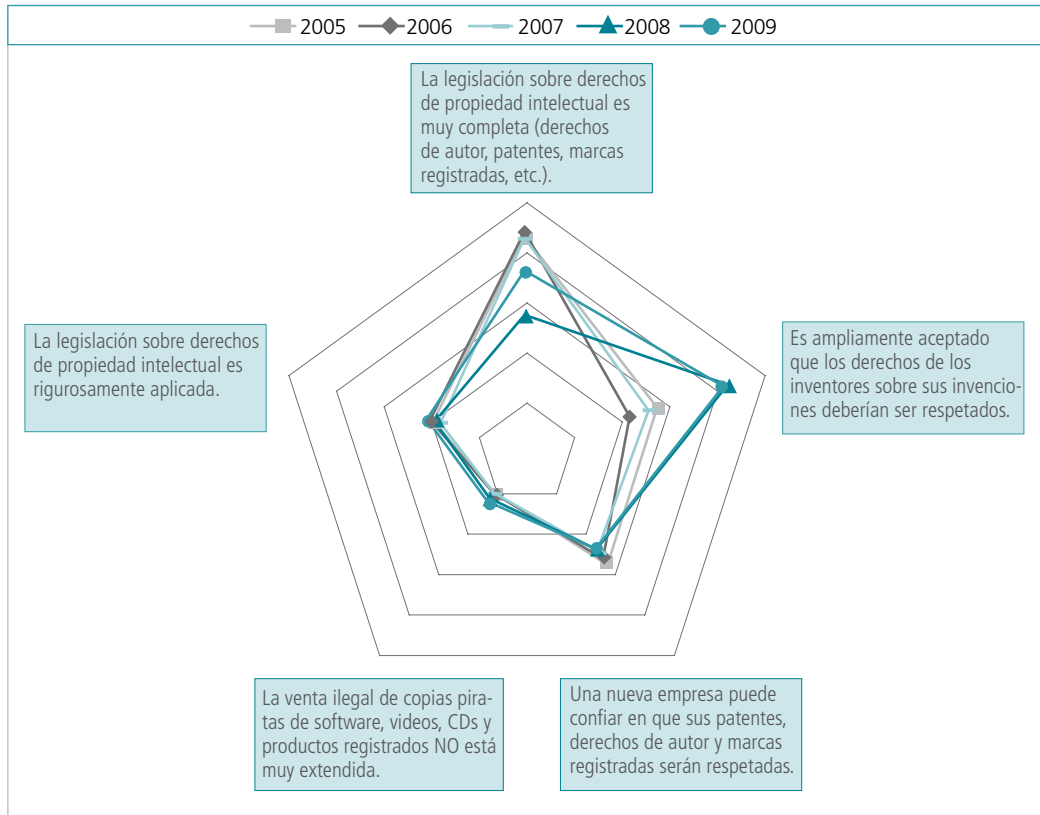 2005 2006 2007 2008 2009
La legislación sobre derechos
de propiedad intelectual es
muy completa (derechos
de autor, patentes, marcas
registradas, etc.).
La legislación sobre derechos
de propiedad intelectual es
rigurosamente aplicada.
Es ampliamente aceptado
que los derechos de los
inventores sobre sus invencio-
nes deberían ser respetados.
La venta ilegal de copias pira-
tas de software, videos, CDs y
productos registrados NO está
muy extendida.
Una nueva empresa puede
confiar en que sus patentes,
derechos de autor y marcas
registradas serán respetadas.